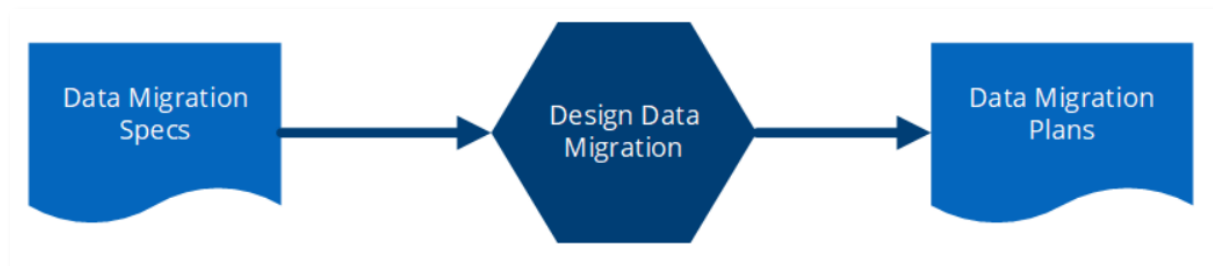 Data Migration
Specs
Design Data
Migration
Data Migration
Plans